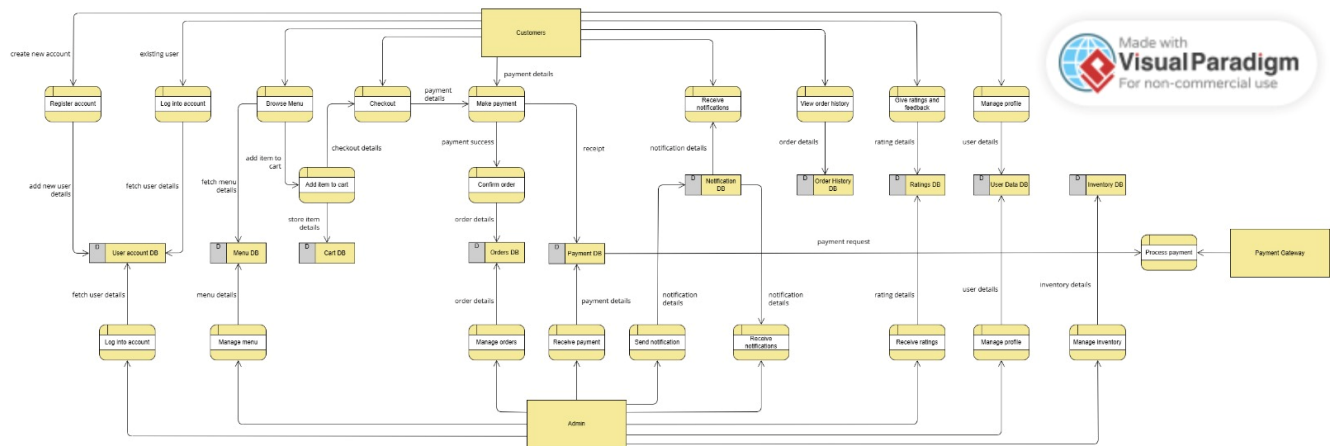 Customers
Made with
VisualParadigm
For non-commercial use
create new account
existing user
payment details
Register account
Log into account
Browse Menu
Checkout
payment
details
Make payment
Receive
notifications
View order history
Give ratings and
feedback
Manage profile
add new user
details
fetch user details
fetch menu
details
add item to
cart
checkout details
payment success
receipt
notification details
order details
rating details
user details
Add item to cart
Confirm order
D
Notification
DB
D
Order History
DB
D
Ratings DB
D
User Data DB
D
Inventory DB
store item
details
order details
payment request
D
User account DB
D
Menu DB
D
Cart DB
D
Orders DB
D
Payment DB
Process payment
Payment Gateway
fetch user details
menu details
order details
payment details
notification
details
notification
details
rating details
user details
inventory details
Log into account
Manage menu
Manage orders
Receive payment
Send notification
Receive
notifications
Receive ratings
Manage profile
Manage inventory
Admin